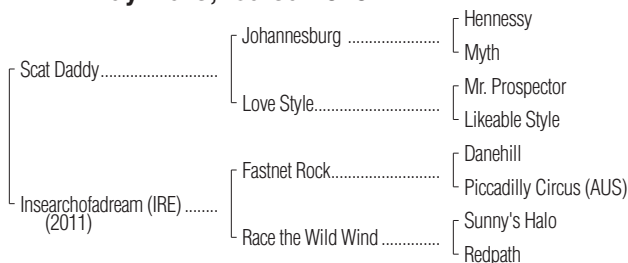 Hennessy
Johannesburg ......................
Myth
Scat Daddy............................
Mr. Prospector
Love Style..............................
Likeable Style
Danehill
Fastnet Rock..........................
Piccadilly Circus (AUS)
Insearchofadream (IRE) ........
(2011)
Sunny's Halo
Race the Wild Wind ..............
Redpath